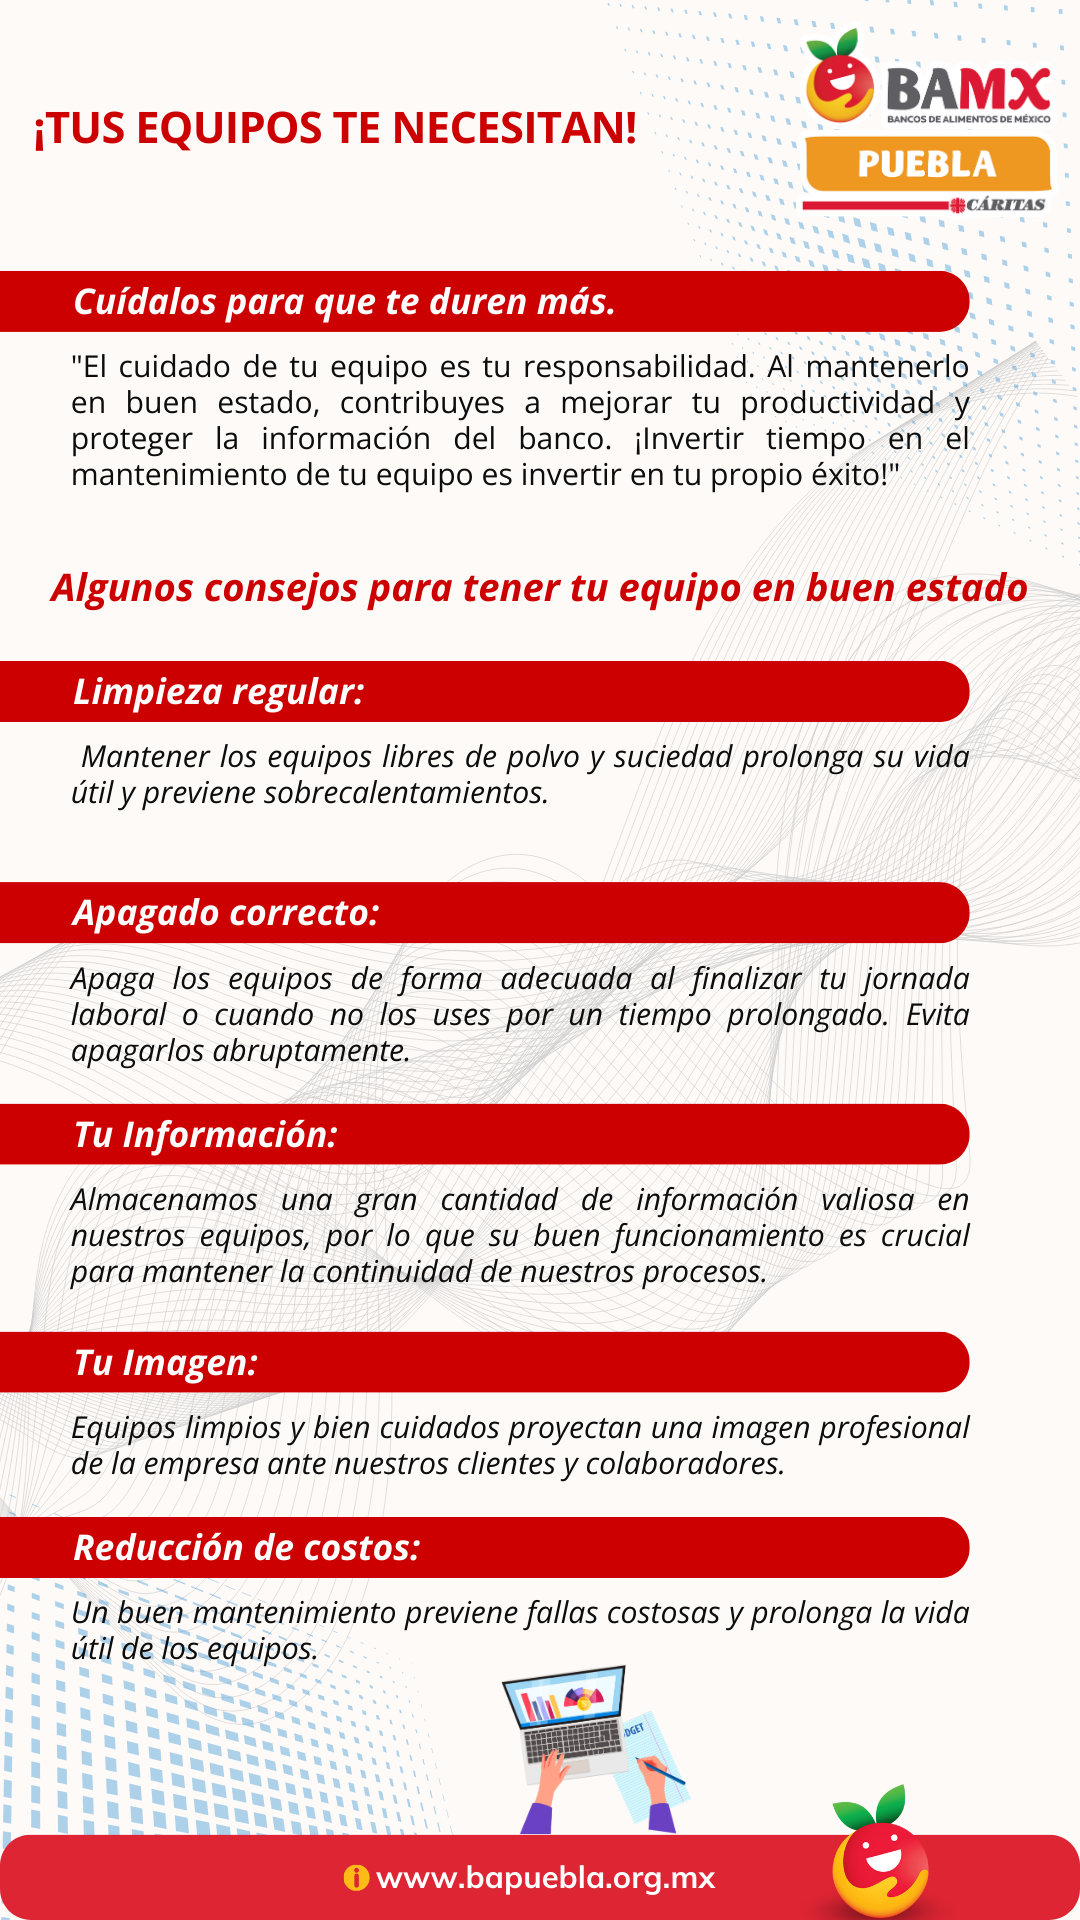 ¡TUS EQUIPOS TE NECESITAN!
BAMX
BANCOS DE ALIMENTOS DE MÉXICO
PUEBLA
CÁRITAS
Cuídalos para que te duren más.
"El cuidado de tu equipo es tu responsabilidad. Al mantenerlo
en buen estado, contribuyes a mejorar tu productividad y
proteger la información del banco. ¡Invertir tiempo en el
mantenimiento de tu equipo es invertir en tu propio éxito!"
Algunos consejos para tener tu equipo en buen estado
Limpieza regular:
Mantener los equipos libres de polvo y suciedad prolonga su vida
útil y previene sobrecalentamientos.
Apagado correcto:
Apaga los equipos de forma adecuada al finalizar tu jornada
laboral o cuando no los uses por un tiempo prolongado. Evita
apagarlos abruptamente.
Tu Información:
Almacenamos una gran cantidad de información valiosa en
nuestros equipos, por lo que su buen funcionamiento es crucial
para mantener la continuidad de nuestros procesos.
Tu Imagen:
Equipos limpios y bien cuidados proyectan una imagen profesional
de la empresa ante nuestros clientes y colaboradores.
Reducción de costos:
Un buen mantenimiento previene fallas costosas y prolonga la vida
útil de los equipos.
DGET
www.bapuebla.org.mx